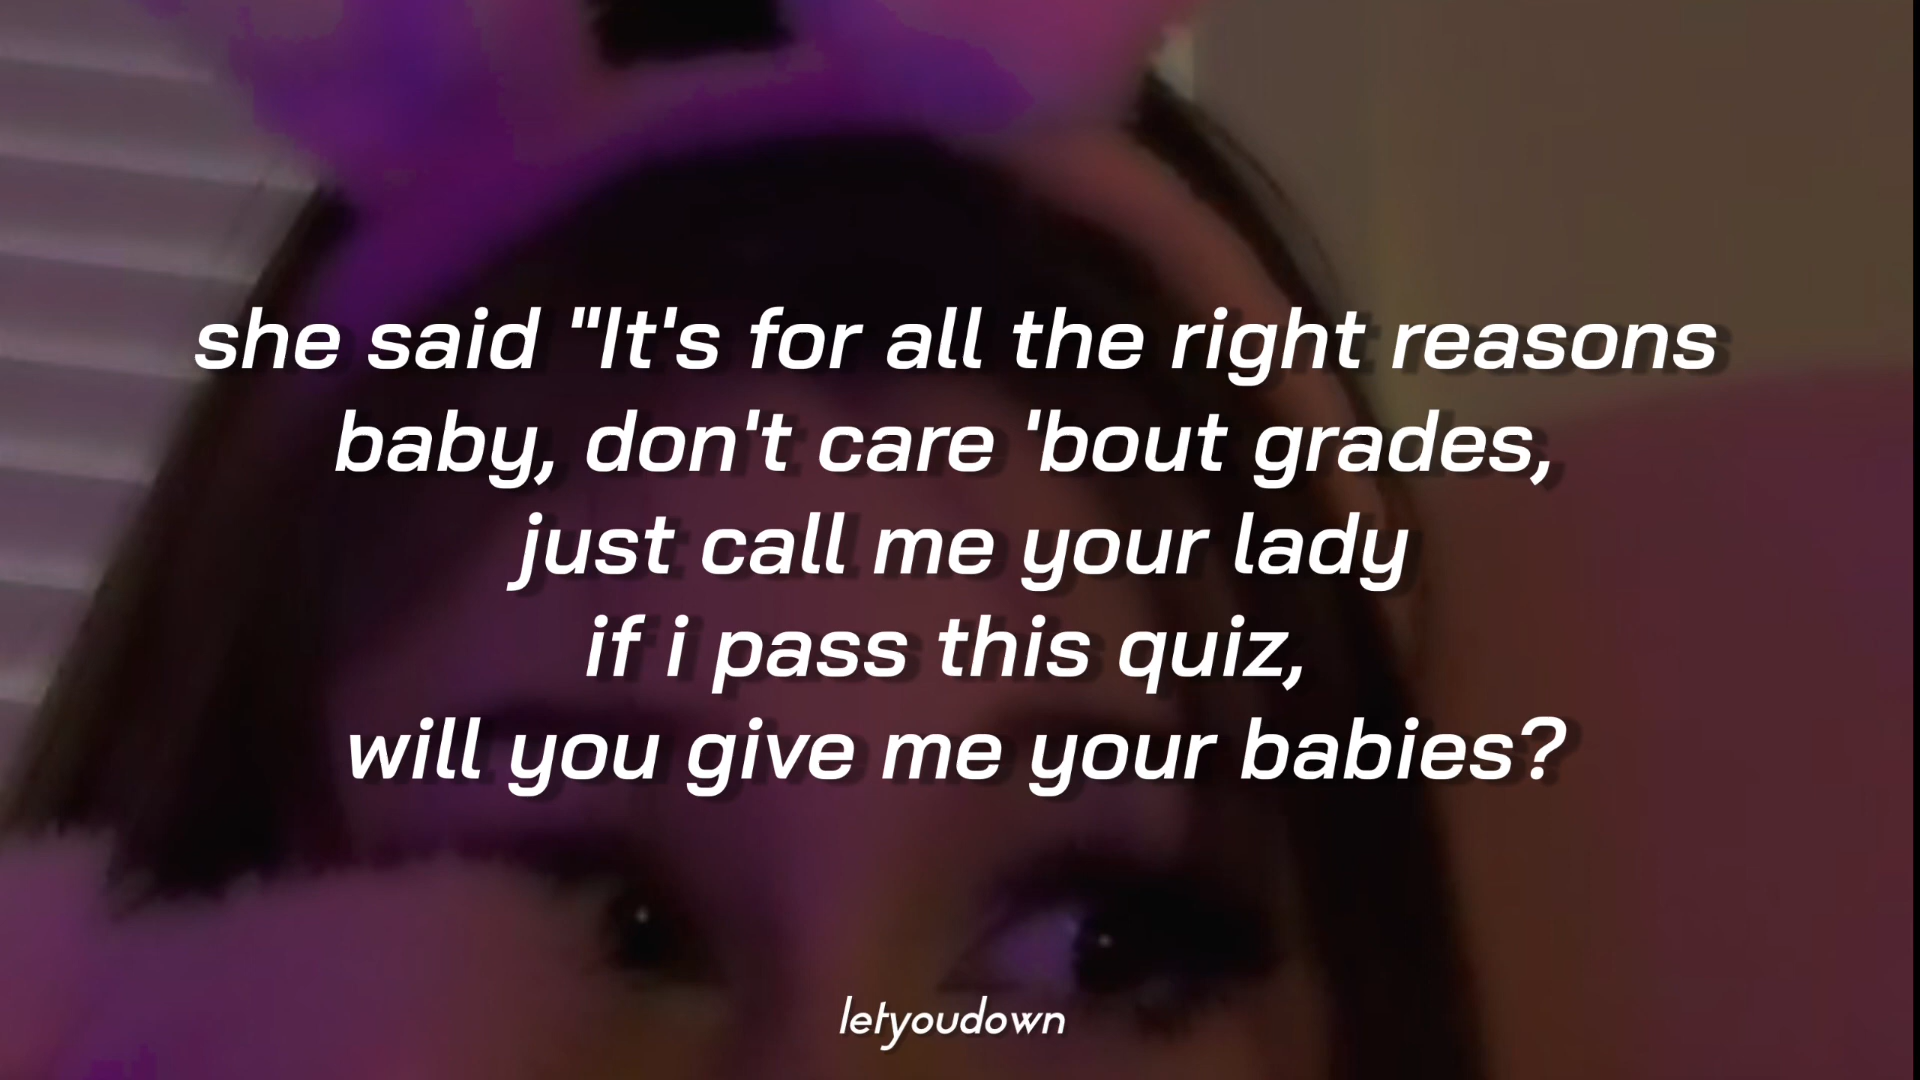 she said "It's for all the right reasons
baby, don't care 'bout grades,
just call me your lady
if i pass this quiz,
will you give me your babies?
letyoudown